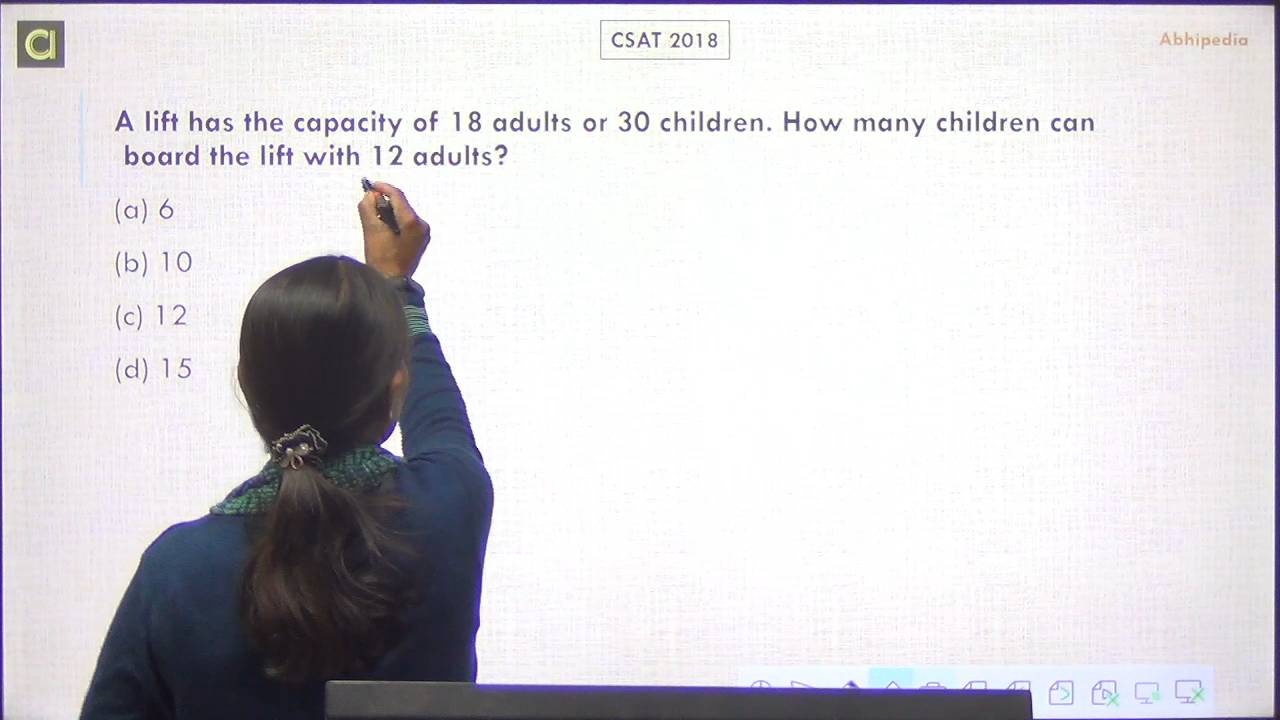 CSAT 2018
Abhipedia
A lift has the capacity of 18 adults or 30 children. How many children can
board the lift with 12 adults?
(a) 6
(b) 10
(c) 12
(d) 15